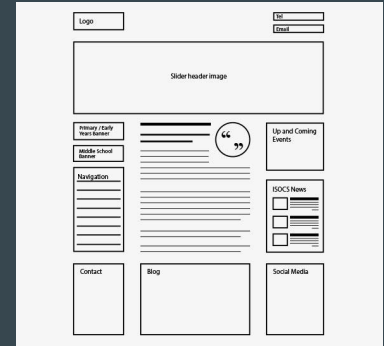 Logo
Tel
Email
Slider header image
Primary / Early
Years Banner
Middle School
Banner
Navigation
“
”
Up and Coming
Events
ISOCS News
Contact
Blog
Social Media